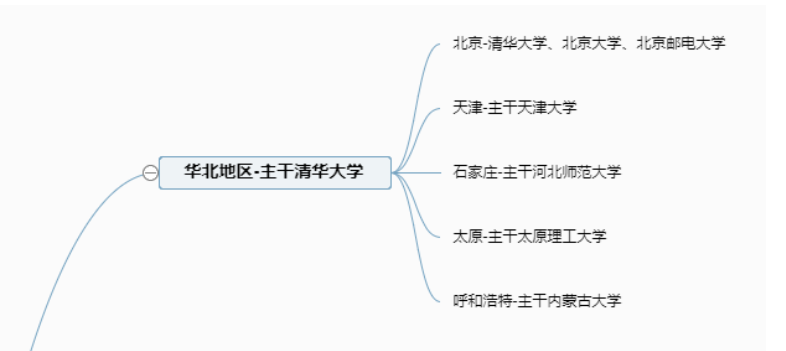 北京-清华大学、北京大学、北京邮电大学
天津-主干天津大学
华北地区-主干清华大学
石家庄-主干河北师范大学
太原-主干太原理工大学
呼和浩特-主干内蒙古大学